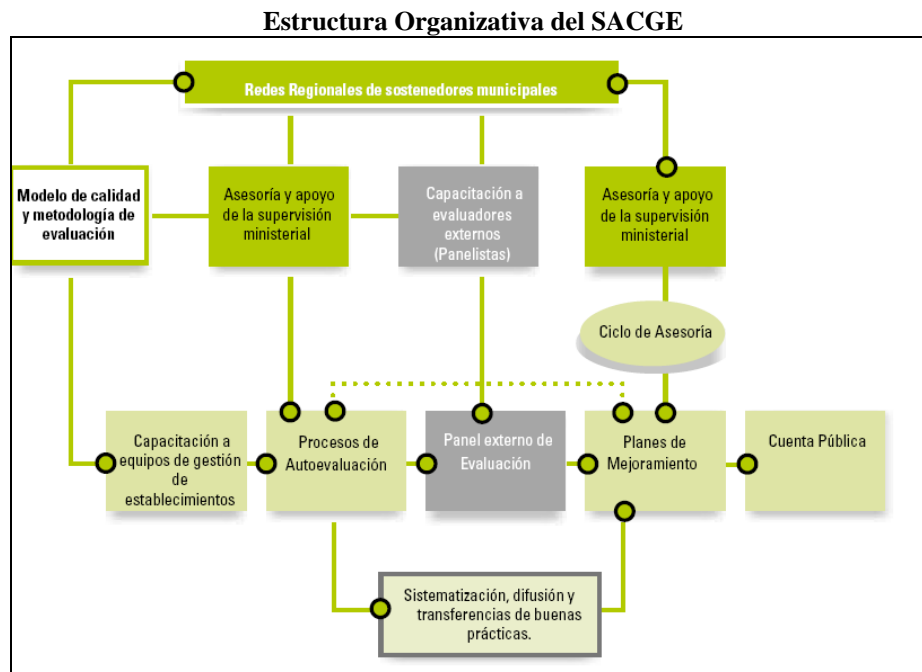 Estructura Organizativa del SACGE
Redes Regionales de sostenedores municipales
Modelo de calidad
y metodología de
evaluación
Asesoría y apoyo
de la supervisión
ministerial
Capacitación a
evaluadores
externos
(Panelistas)
Asesoría y apoyo
de la supervisión
ministerial
Ciclo de Asesoría
Capacitación a
equipos de gestión
de
establecimientos
Procesos de
Autoevaluación
Panel externo de
Evaluación
Planes de
Mejoramiento
Cuenta Pública
Sistematización, difusión y
transferencias de buenas
prácticas.